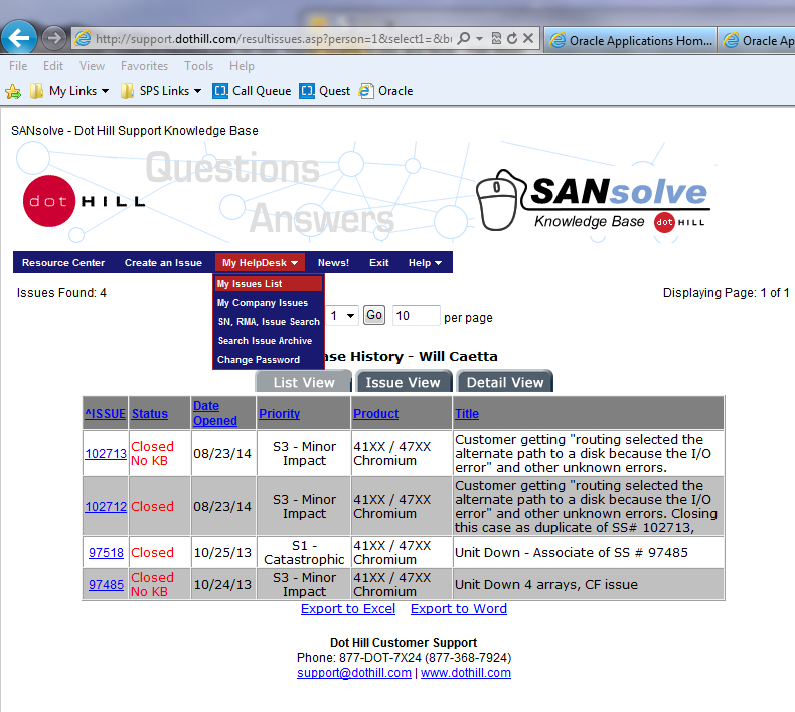 http://support.dothill.com/resultissues.asp?person=1&select1=&b
Oracle Applications Hom...
Oracle Ap
File Edit View Favorites Tools Help
My Links SPS Links Call Queue Quest Oracle
SANsolve - Dot Hill Support Knowledge Base
Questions
Answers
dot HILL
SANsolve
Knowledge Base dot HILL
Resource Center Create an Issue My HelpDesk News! Exit Help
My Issues List
My Company Issues
SN, RMA, Issue Search
Search Issue Archive
Change Password
Issues Found: 4
Displaying Page: 1 of 1
1 Go 10 per page
ase History - Will Caetta
List View Issue View Detail View
^ISSUE Status Date Opened Priority Product Title
102713 Closed No KB 08/23/14 S3 - Minor Impact 41XX / 47XX Chromium Customer getting "routing selected the
alternate path to a disk because the I/O
error" and other unknown errors.
102712 Closed 08/23/14 S3 - Minor Impact 41XX / 47XX Chromium Customer getting "routing selected the
alternate path to a disk because the I/O
error" and other unknown errors. Closing
this case as duplicate of SS# 102713,
97518 Closed 10/25/13 S1 - Catastrophic 41XX / 47XX Chromium Unit Down - Associate of SS # 97485
97485 Closed No KB 10/24/13 S3 - Minor Impact 41XX / 47XX Chromium Unit Down 4 arrays, CF issue
Export to Excel Export to Word
Dot Hill Customer Support
Phone: 877-DOT-7X24 (877-368-7924)
support@dothill.com | www.dothill.com